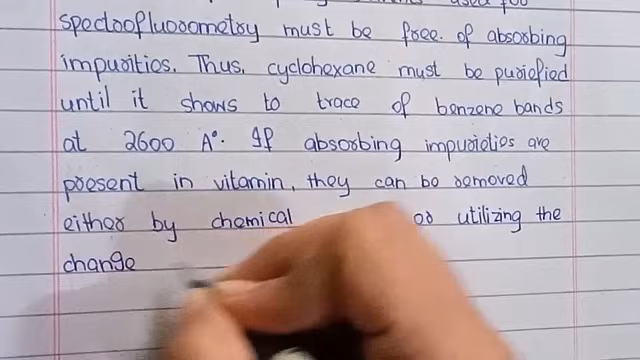 used for
spectrofluorometry must be free. of absorbing
impurities. Thus, cyclohexane must be purified
until it shows to trace of benzene bands
at 2600 A°. If absorbing impurities are
present in vitamin, they can be removed
either by chemical or utilizing the
change